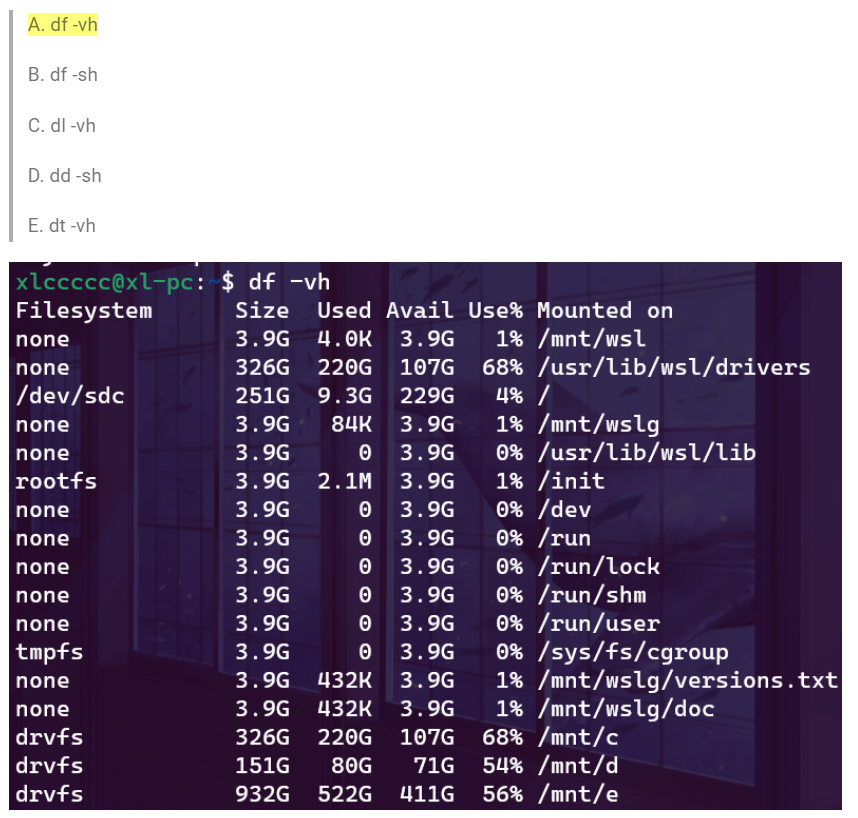 A. df -vh
B. df -sh
C. dl -vh
D. dd -sh
E. dt -vh
xlccccc@xl-pc:~$ df -vh
Filesystem      Size  Used Avail Use% Mounted on
none            3.9G  4.0K  3.9G   1% /mnt/wsl
none            326G  220G  107G  68% /usr/lib/wsl/drivers
/dev/sdc        251G  9.3G  229G   4% /
none            3.9G   84K  3.9G   1% /mnt/wslg
none            3.9G     0  3.9G   0% /usr/lib/wsl/lib
rootfs          3.9G  2.1M  3.9G   1% /init
none            3.9G     0  3.9G   0% /dev
none            3.9G     0  3.9G   0% /run
none            3.9G     0  3.9G   0% /run/lock
none            3.9G     0  3.9G   0% /run/shm
none            3.9G     0  3.9G   0% /run/user
tmpfs           3.9G     0  3.9G   0% /sys/fs/cgroup
none            3.9G  432K  3.9G   1% /mnt/wslg/versions.txt
none            3.9G  432K  3.9G   1% /mnt/wslg/doc
drvfs           326G  220G  107G  68% /mnt/c
drvfs           151G   80G   71G  54% /mnt/d
drvfs           932G  522G  411G  56% /mnt/e